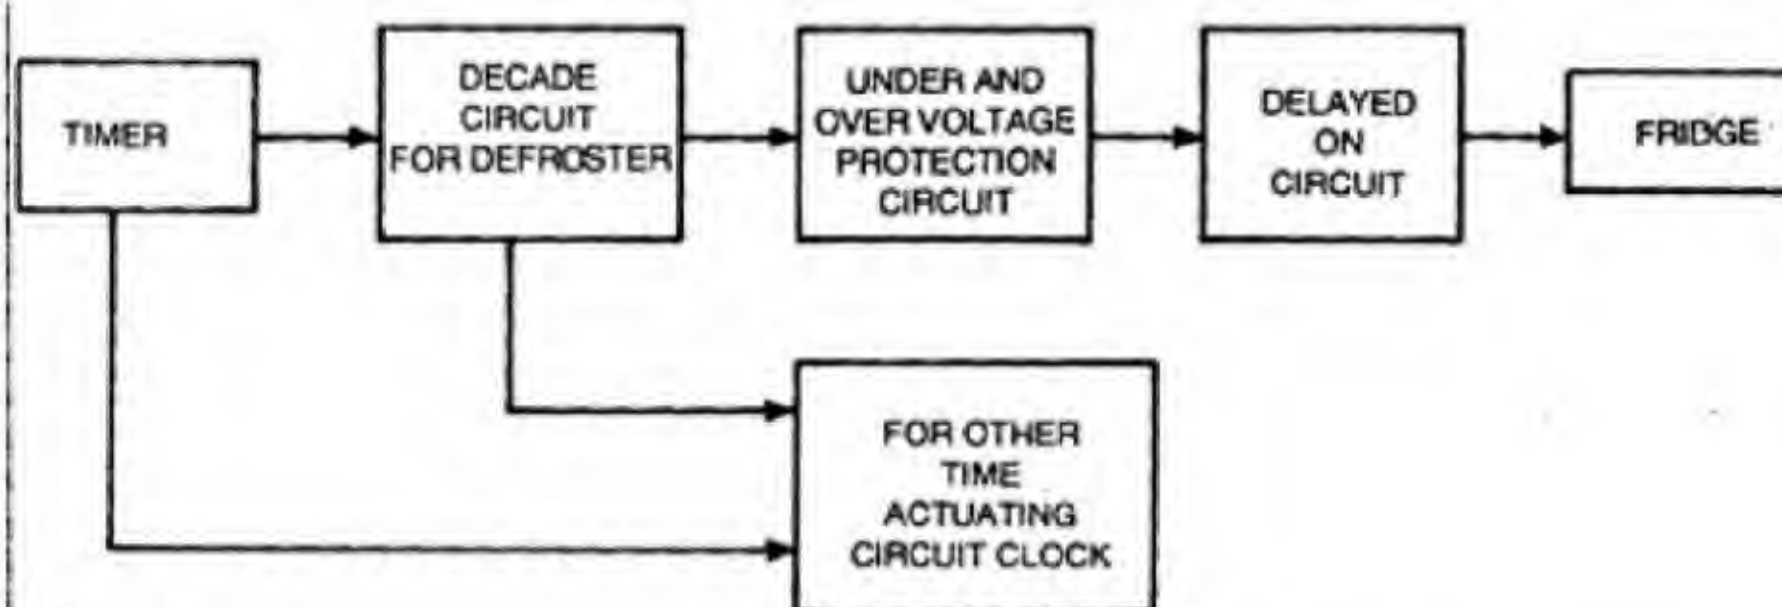 TIMER
DECADE
CIRCUIT
FOR DEFROSTER
UNDER AND
OVER VOLTAGE
PROTECTION
CIRCUIT
DELAYED
ON
CIRCUIT
FRIDGE
FOR OTHER
TIME
ACTUATING
CIRCUIT CLOCK